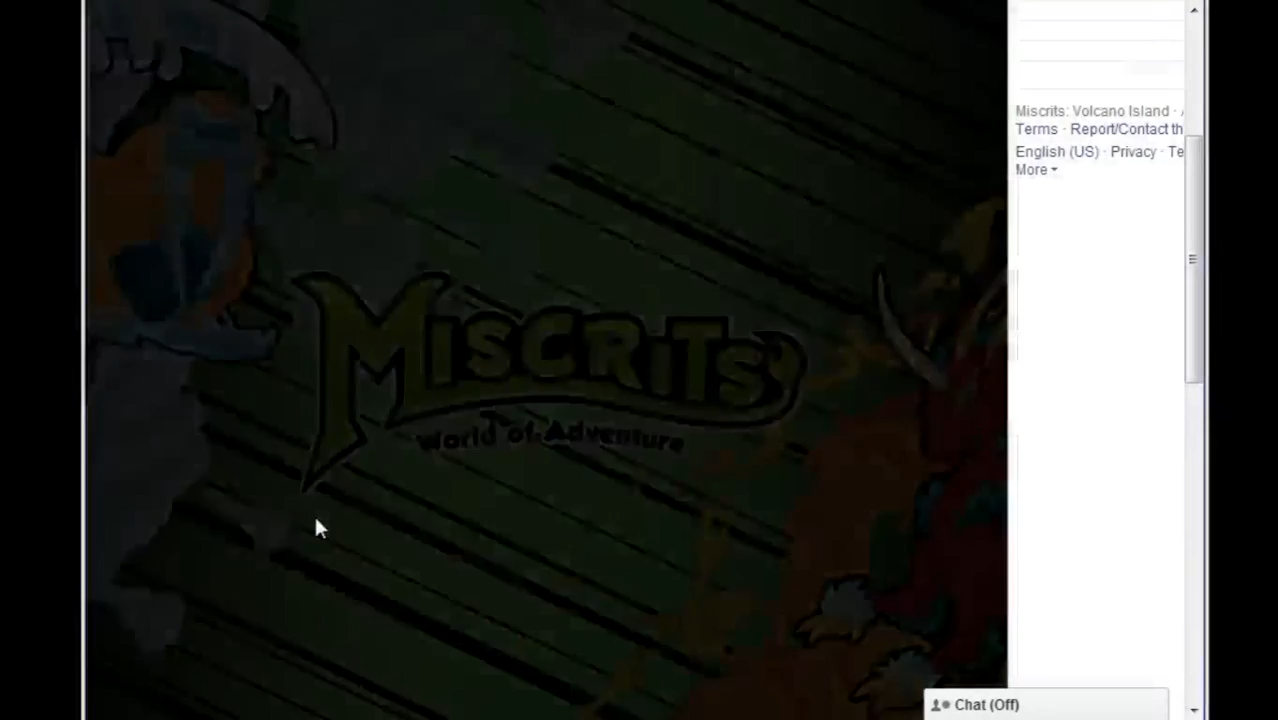 MISCRITS
World of Adventure
Miscrits: Volcano Island ·
Terms · Report/Contact th
English (US) · Privacy · Te
More
Chat (Off)